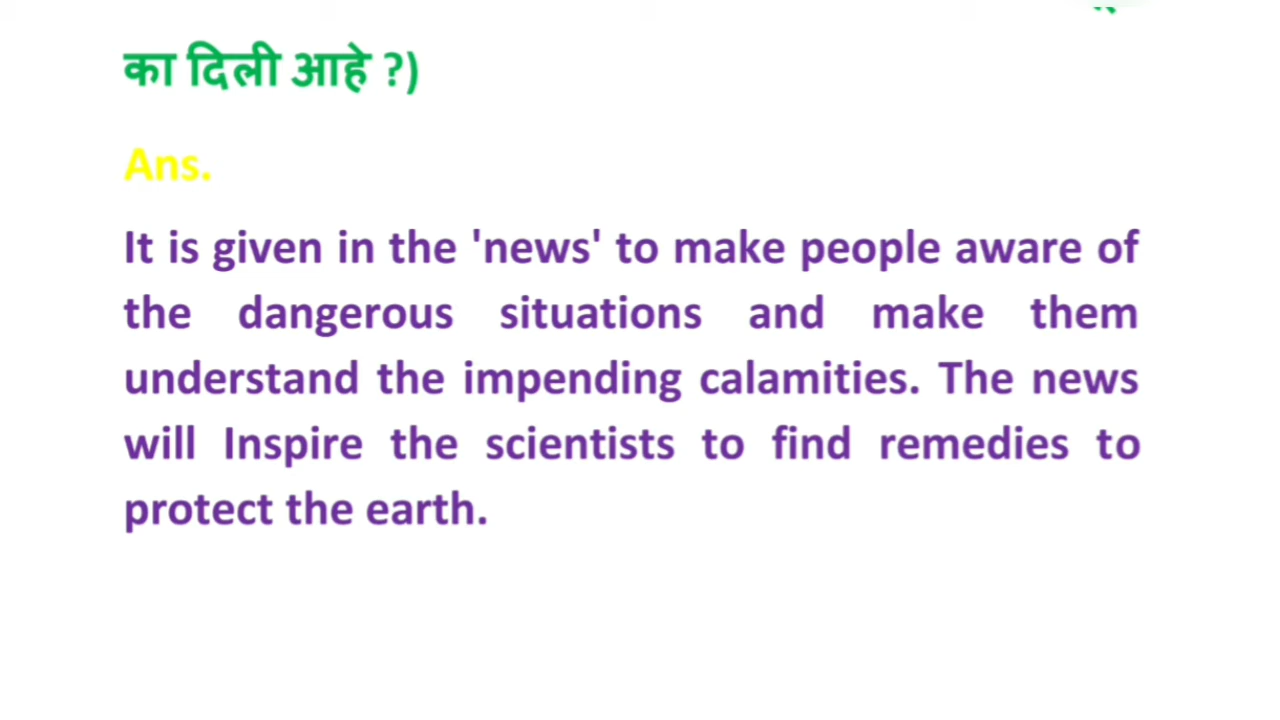 का दिली आहे ?)
Ans.
It is given in the 'news' to make people aware of
the dangerous situations and make them
understand the impending calamities. The news
will Inspire the scientists to find remedies to
protect the earth.